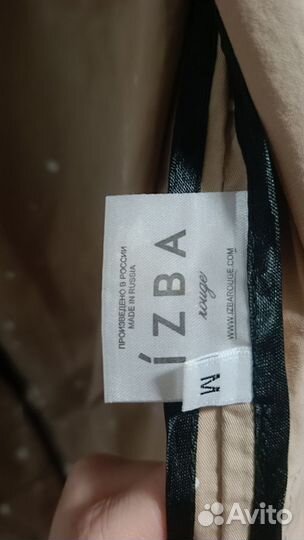 ÍZBA
rouge
ПРОИЗВЕДЕНО В РОССИИ
MADE IN RUSSIA
WWW.IZBAROUGE.COM
M
Avito